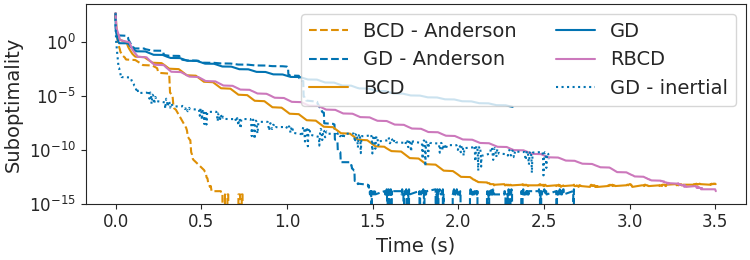 BCD - Anderson
GD - Anderson
BCD
GD
RBCD
GD - inertial
Suboptimality
10^0
10^-5
10^-10
10^-15
0.0 0.5 1.0 1.5 2.0 2.5 3.0 3.5
Time (s)